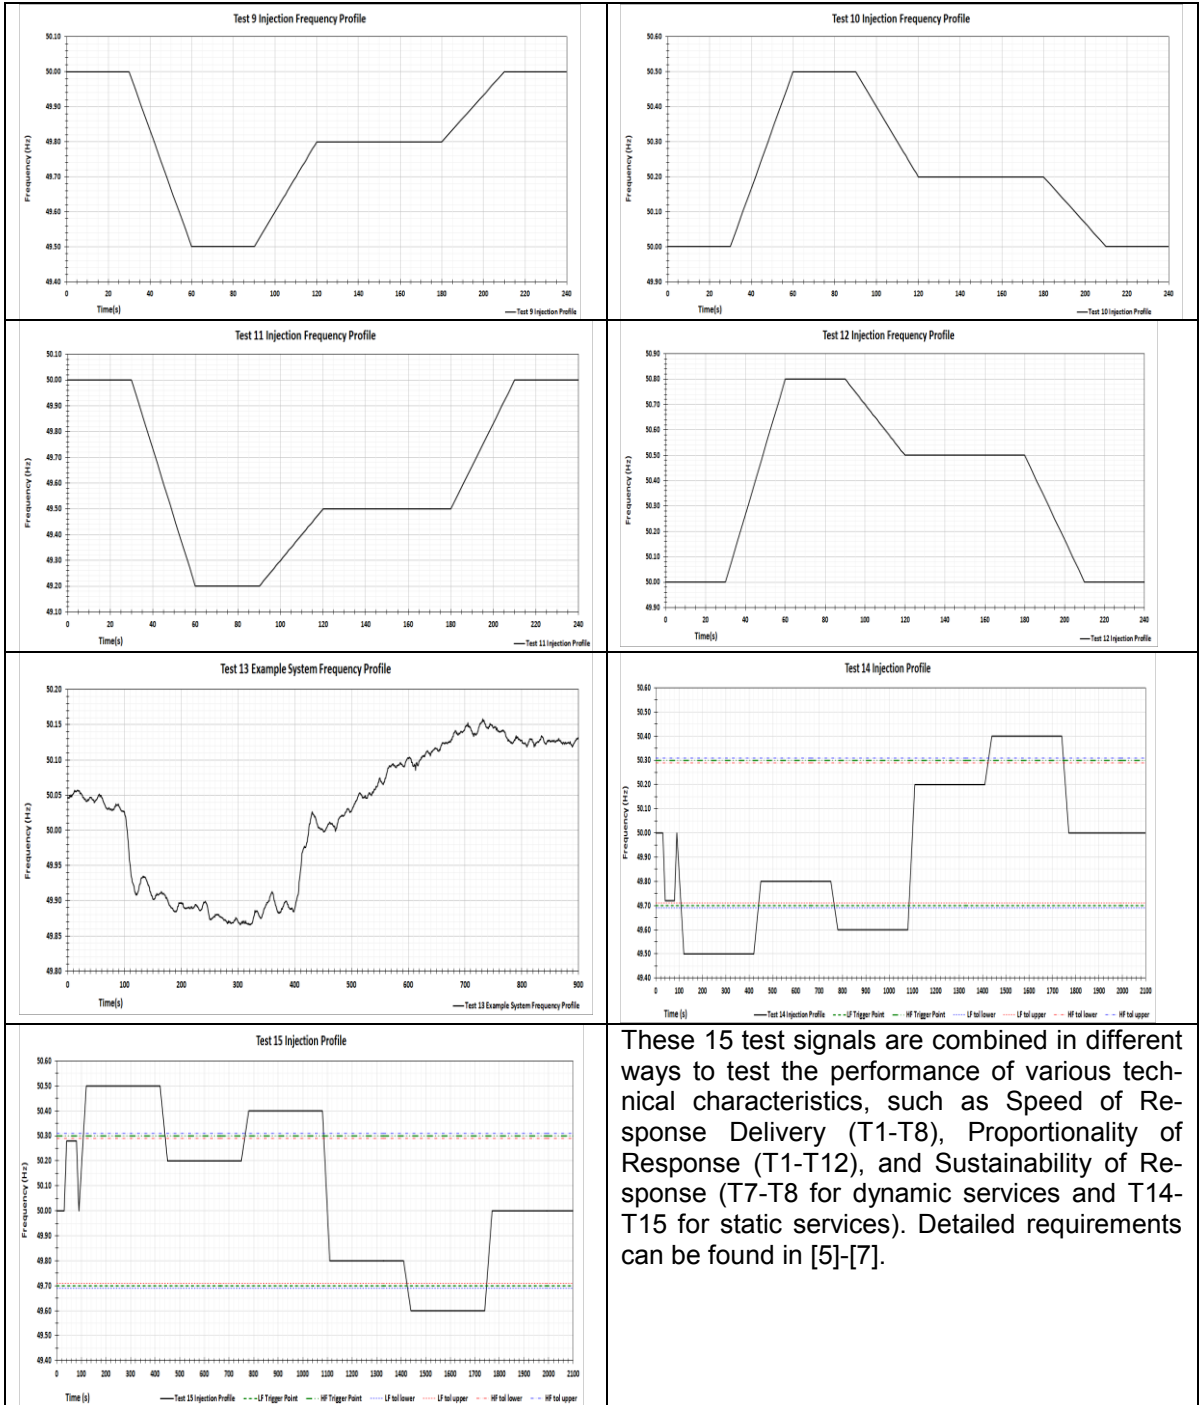 Test 9 Injection Frequency Profile
50.10
50.00
49.90
49.80
49.70
49.60
49.50
49.40
Frequency (Hz)
0 20 40 60 80 100 120 140 160 180 200 220 240
Time(s)
Test 9 Injection Profile
Test 10 Injection Frequency Profile
50.60
50.50
50.40
50.30
50.20
50.10
50.00
49.90
Frequency (Hz)
0 20 40 60 80 100 120 140 160 180 200 220 240
Time(s)
Test 10 Injection Profile
Test 11 Injection Frequency Profile
50.10
50.00
49.90
49.80
49.70
49.60
49.50
49.40
49.30
49.20
49.10
Frequency (Hz)
0 20 40 60 80 100 120 140 160 180 200 220 240
Time(s)
Test 11 Injection Profile
Test 12 Injection Frequency Profile
50.90
50.80
50.70
50.60
50.50
50.40
50.30
50.20
50.10
50.00
49.90
Frequency (Hz)
0 20 40 60 80 100 120 140 160 180 200 220 240
Time(s)
Test 12 Injection Profile
Test 13 Example System Frequency Profile
50.20
50.15
50.10
50.05
50.00
49.95
49.90
49.85
49.80
Frequency (Hz)
0 100 200 300 400 500 600 700 800 900
Time(s)
Test 13 Example System Frequency Profile
Test 14 Injection Profile
50.60
50.50
50.40
50.30
50.20
50.10
50.00
49.90
49.80
49.70
49.60
49.50
49.40
Frequency (Hz)
0 100 200 300 400 500 600 700 800 900 1000 1100 1200 1300 1400 1500 1600 1700 1800 1900 2000 2100
Time (s)
Test 14 Injection Profile LF Trigger Point HF Trigger Point LF tol lower LF tol upper HF tol lower HF tol upper
Test 15 Injection Profile
50.60
50.50
50.40
50.30
50.20
50.10
50.00
49.90
49.80
49.70
49.60
49.50
49.40
Frequency (Hz)
0 100 200 300 400 500 600 700 800 900 1000 1100 1200 1300 1400 1500 1600 1700 1800 1900 2000 2100
Time (s)
Test 15 Injection Profile LF Trigger Point HF Trigger Point LF tol lower LF tol upper HF tol lower HF tol upper
These 15 test signals are combined in different
ways to test the performance of various tech-
nical characteristics, such as Speed of Re-
sponse Delivery (T1-T8), Proportionality of
Response (T1-T12), and Sustainability of Re-
sponse (T7-T8 for dynamic services and T14-
T15 for static services). Detailed requirements
can be found in [5]-[7].